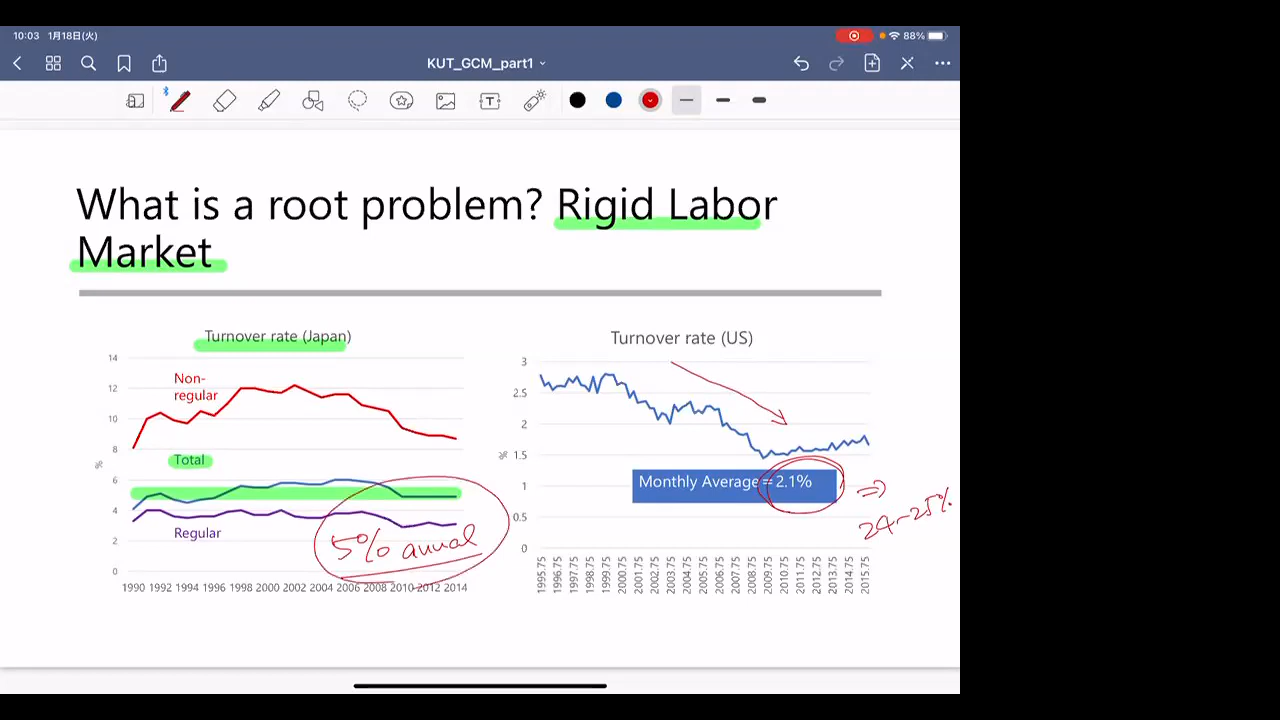 10:03 1月18日(火)
88%
KUT_GCM_part1
What is a root problem? Rigid Labor
Market
Turnover rate (Japan)
14
12
10
8
6
4
2
0
%
Non-
regular
Total
Regular
5% annual
1990 1992 1994 1996 1998 2000 2002 2004 2006 2008 2010 2012 2014
Turnover rate (US)
3
2.5
2
1.5
1
0.5
0
%
Monthly Average = 2.1%
⇒
24-25%
1995.75 1996.75 1997.75 1998.75 1999.75 2000.75 2001.75 2002.75 2003.75 2004.75 2005.75 2006.75 2007.75 2008.75 2009.75 2010.75 2011.75 2012.75 2013.75 2014.75 2015.75